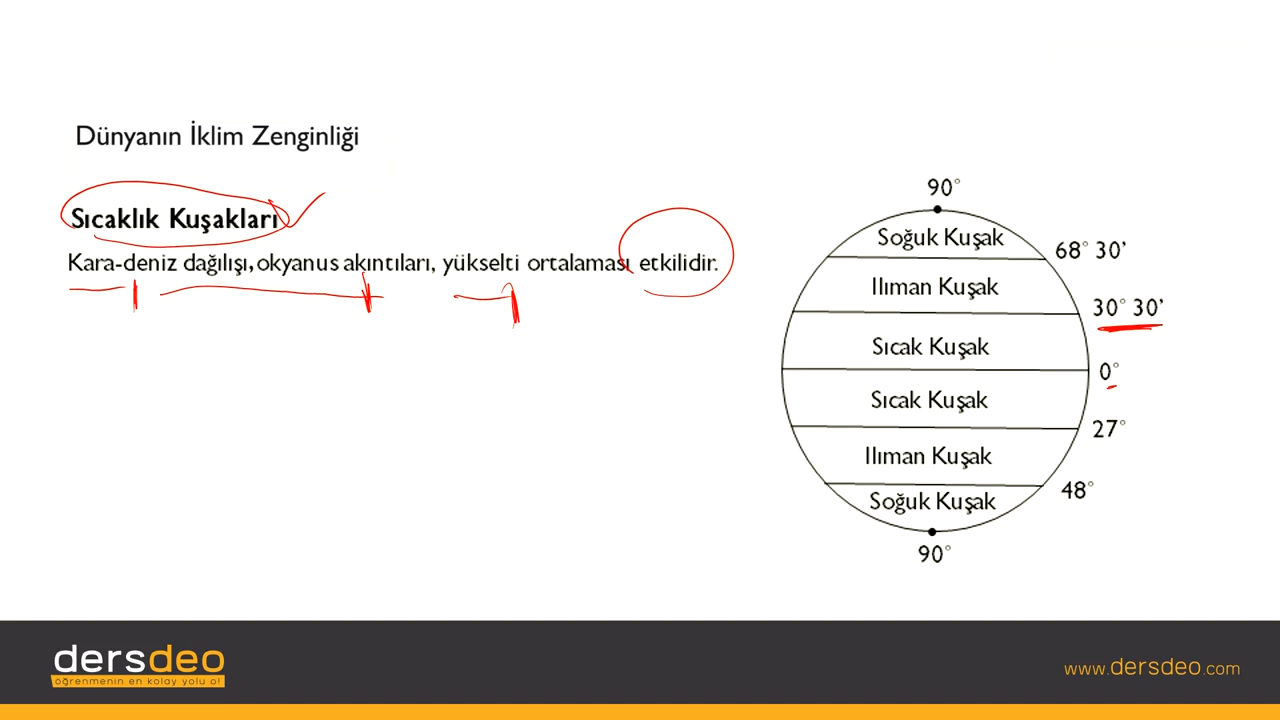 Dünyanın İklim Zenginliği
Sıcaklık Kuşakları
Kara-deniz dağılışı, okyanus akıntıları, yükselti ortalaması etkilidir.
90°
Soğuk Kuşak
68° 30'
Ilıman Kuşak
30° 30'
Sıcak Kuşak
0°
Sıcak Kuşak
27°
Ilıman Kuşak
48°
Soğuk Kuşak
90°
dersdeo
öğrenmenin en kolay yolu o!
www.dersdeo.com